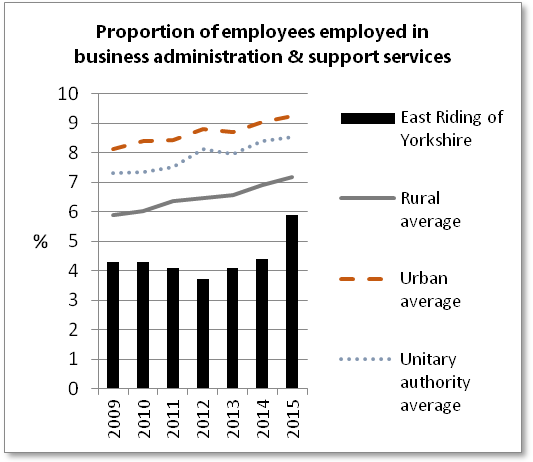 Proportion of employees employed in
business administration & support services
10
9
8
7
6
5
4
3
2
1
0
%
2009
2010
2011
2012
2013
2014
2015
East Riding of
Yorkshire
Rural
average
Urban
average
Unitary
authority
average